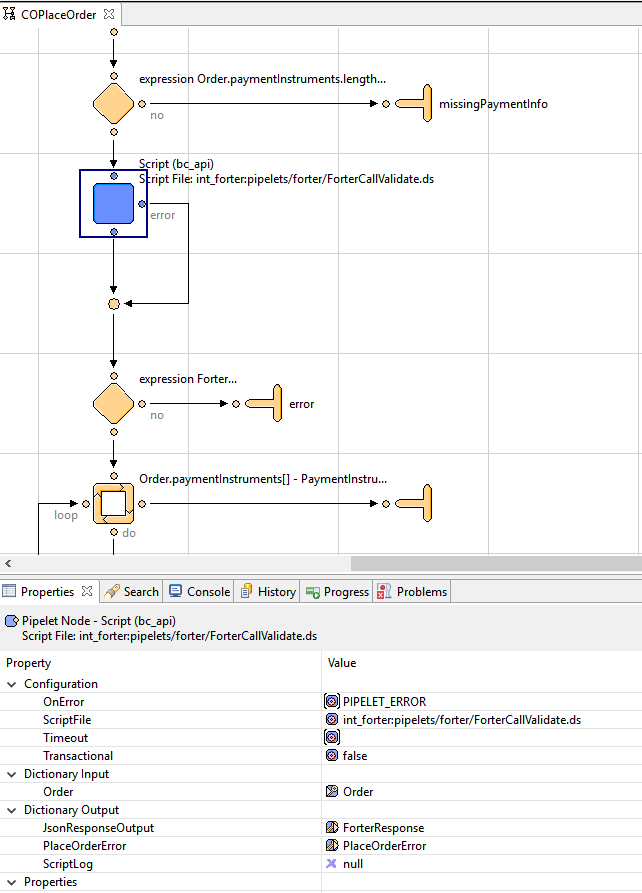 COPlaceOrder
expression Order.paymentInstruments.length...
no
missingPaymentInfo
Script (bc_api)
Script File: int_forter:pipelets/forter/ForterCallValidate.ds
error
expression Forter...
no
error
Order.paymentInstruments[] - PaymentInstru...
loop
do
Properties Search Console History Progress Problems
Pipelet Node - Script (bc_api)
Script File: int_forter:pipelets/forter/ForterCallValidate.ds
Property Value
Configuration
OnError PIPELET_ERROR
ScriptFile int_forter:pipelets/forter/ForterCallValidate.ds
Timeout
Transactional false
Dictionary Input
Order Order
Dictionary Output
JsonResponseOutput ForterResponse
PlaceOrderError PlaceOrderError
ScriptLog null
Properties